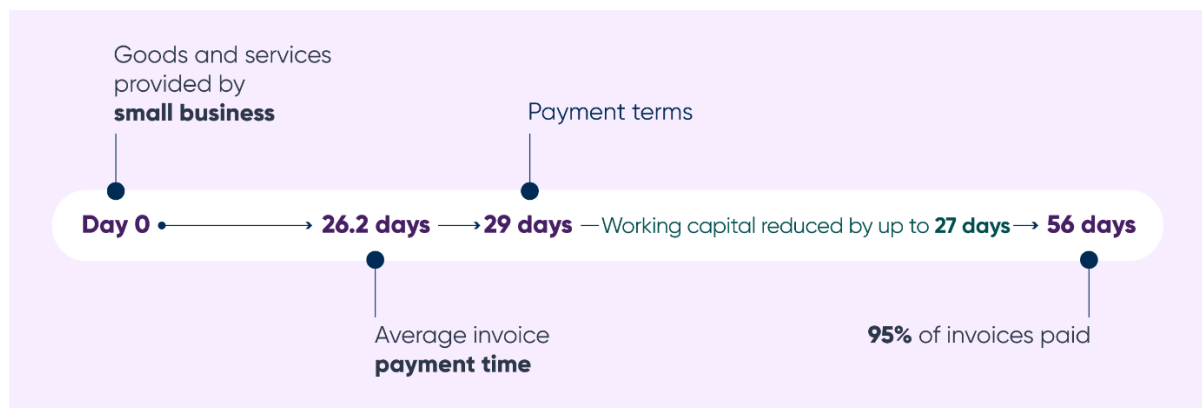 Goods and services
provided by
small business
Payment terms
Day 0 26.2 days 29 days Working capital reduced by up to 27 days 56 days
Average invoice
payment time
95% of invoices paid